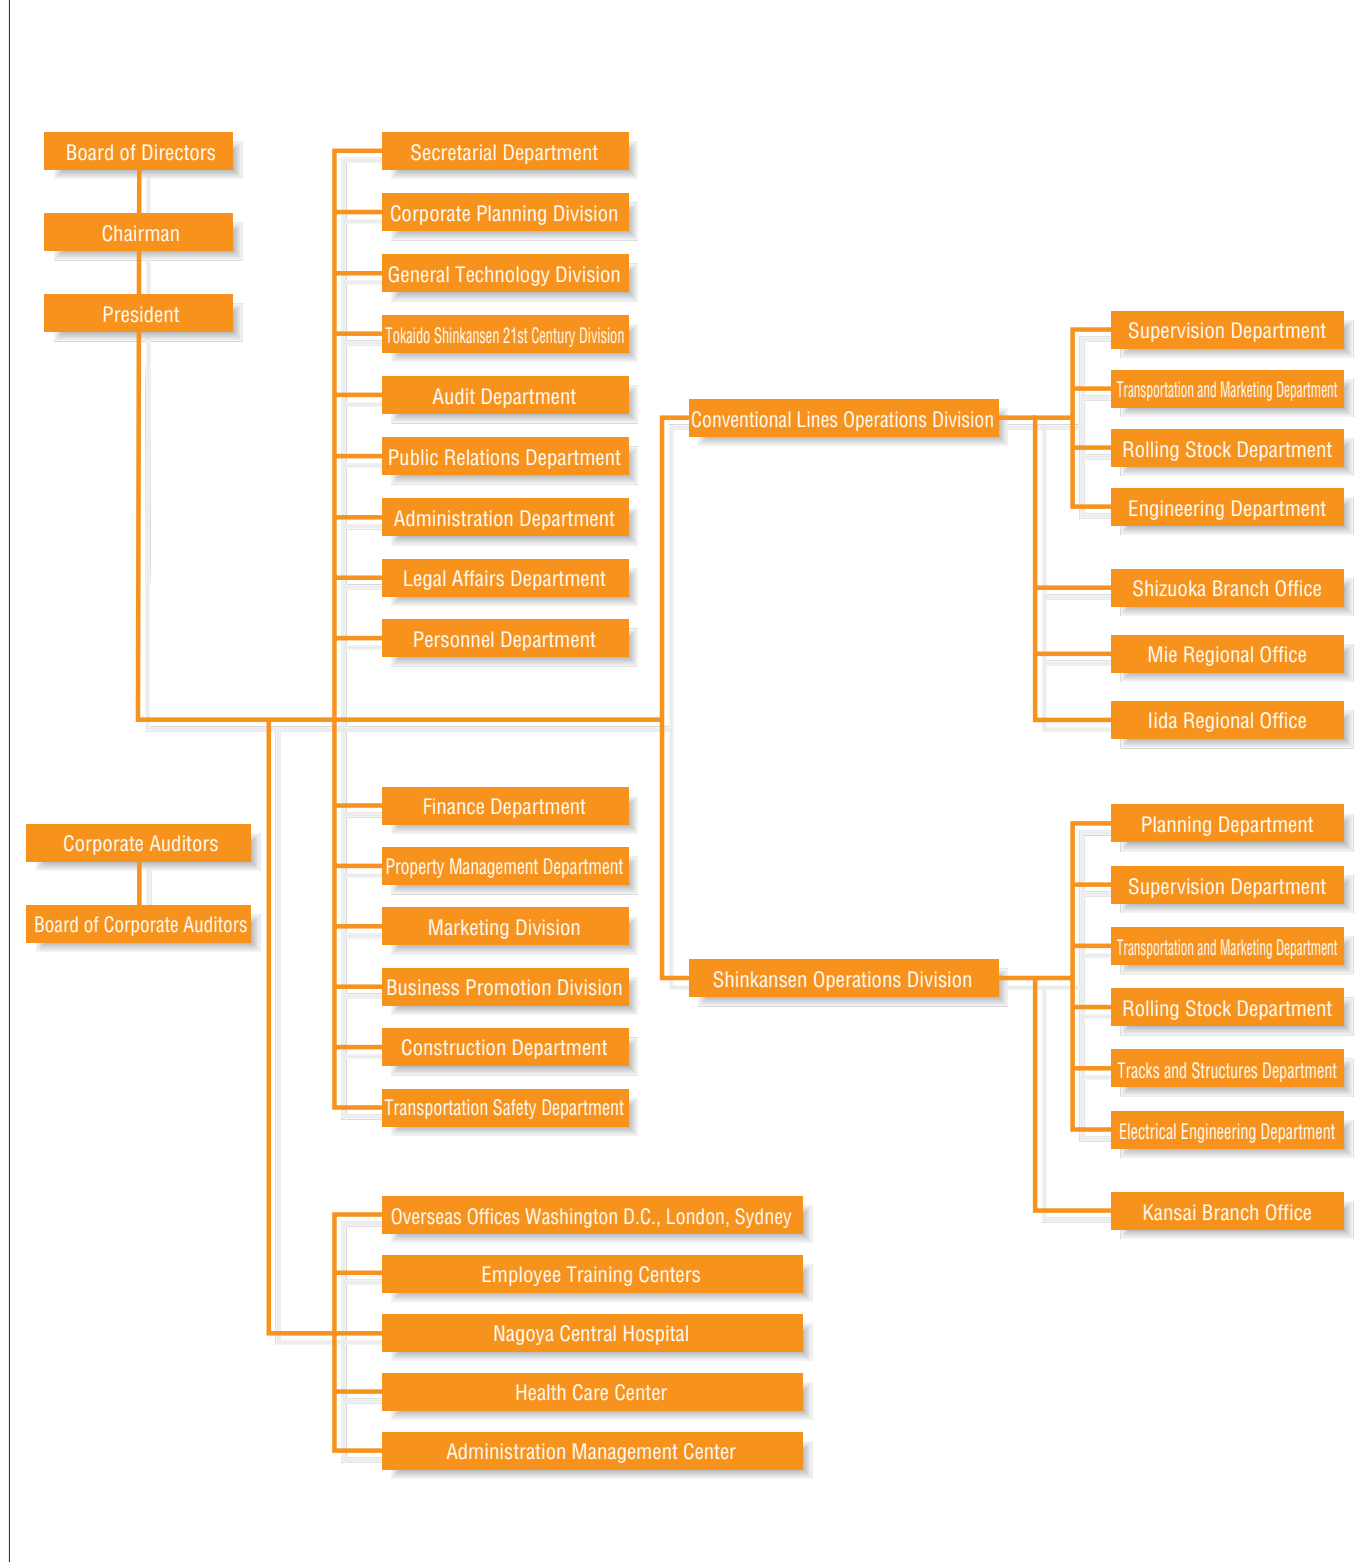 Board of Directors
Chairman
President
Corporate Auditors
Board of Corporate Auditors
Secretarial Department
Corporate Planning Division
General Technology Division
Tokaido Shinkansen 21st Century Division
Audit Department
Public Relations Department
Administration Department
Legal Affairs Department
Personnel Department
Finance Department
Property Management Department
Marketing Division
Business Promotion Division
Construction Department
Transportation Safety Department
Overseas Offices Washington D.C., London, Sydney
Employee Training Centers
Nagoya Central Hospital
Health Care Center
Administration Management Center
Conventional Lines Operations Division
Shinkansen Operations Division
Supervision Department
Transportation and Marketing Department
Rolling Stock Department
Engineering Department
Shizuoka Branch Office
Mie Regional Office
Iida Regional Office
Planning Department
Supervision Department
Transportation and Marketing Department
Rolling Stock Department
Tracks and Structures Department
Electrical Engineering Department
Kansai Branch Office